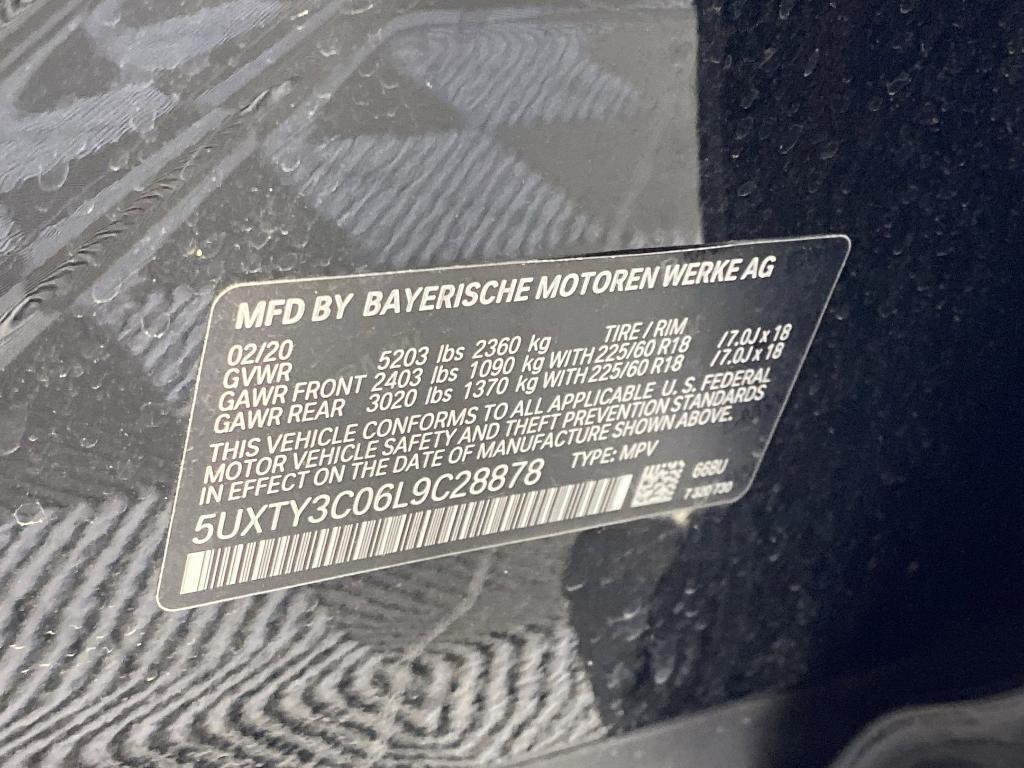 MFD BY BAYERISCHE MOTOREN WERKE AG
02/20 TIRE / RIM
GVWR 5203 lbs 2360 kg
GAWR FRONT 2403 lbs 1090 kg WITH 225/60 R18 /7.0J x 18
GAWR REAR 3020 lbs 1370 kg WITH 225/60 R18 /7.0J x 18
THIS VEHICLE CONFORMS TO ALL APPLICABLE U.S. FEDERAL
MOTOR VEHICLE SAFETY AND THEFT PREVENTION STANDARDS
IN EFFECT ON THE DATE OF MANUFACTURE SHOWN ABOVE.
5UXTY3C06L9C28878 TYPE: MPV
668U
7 320 730